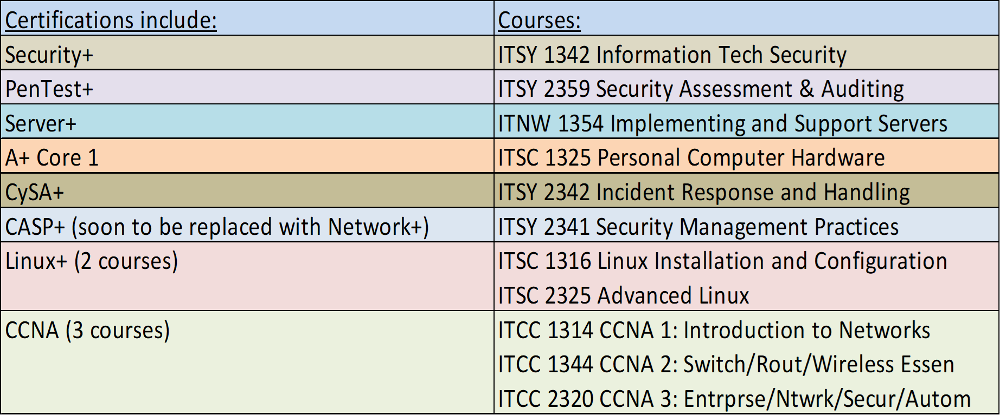 Certifications include: Courses:
Security+ ITSY 1342 Information Tech Security
PenTest+ ITSY 2359 Security Assessment & Auditing
Server+ ITNW 1354 Implementing and Support Servers
A+ Core 1 ITSC 1325 Personal Computer Hardware
CySA+ ITSY 2342 Incident Response and Handling
CASP+ (soon to be replaced with Network+) ITSY 2341 Security Management Practices
Linux+ (2 courses) ITSC 1316 Linux Installation and Configuration
ITSC 2325 Advanced Linux
CCNA (3 courses) ITCC 1314 CCNA 1: Introduction to Networks
ITCC 1344 CCNA 2: Switch/Rout/Wireless Essen
ITCC 2320 CCNA 3: Entrprse/Ntwrk/Secur/Autom